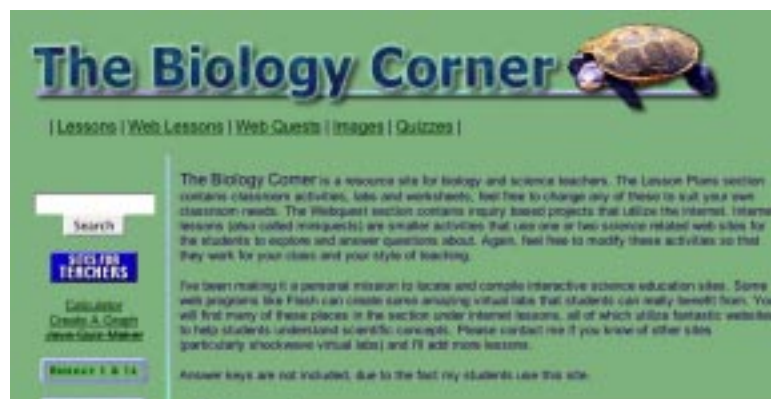 The Biology Corner
| Lessons | Web Lessons | Web Quests | Images | Quizzes |
The Biology Corner is a resource site for biology and science teachers. The Lesson Plans section
contains classroom activities, labs and worksheets, feel free to change any of these to suit your own
classroom needs. The Webquest section contains inquiry based projects that utilize the Internet. Interne
lessons (also called miniquests) are smaller activities that use one or two science related web sites for
the students to explore and answer questions about. Again, feel free to modify these activities so that
they work for your class and your style of teaching.
I've been making it a personal mission to locate and compile interactive science education sites. Some
web programs like Flash can create some amazing virtual labs that students can really benefit from. You
will find many of these places in the section under internet lessons, all of which utilize fantastic websites
to help students understand scientific concepts. Please contact me if you know of other sites
(particularly shockwave virtual labs) and I'll add more lessons.
Answer keys are not included, due to the fact my students use this site.
Search
SITES FOR
TEACHERS
Calculator
Create A Graph
Java Quiz Maker